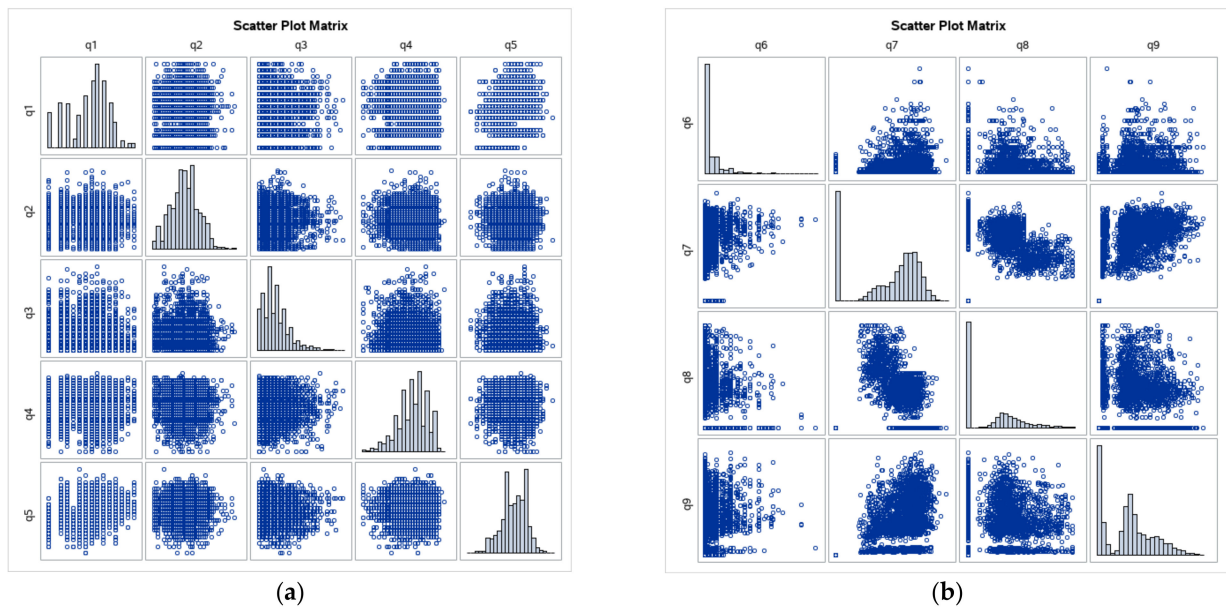 Scatter Plot Matrix
q1 q2 q3 q4 q5
q1
q2
q3
q4
q5
(a)
Scatter Plot Matrix
q6 q7 q8 q9
q6
q7
q8
q9
(b)